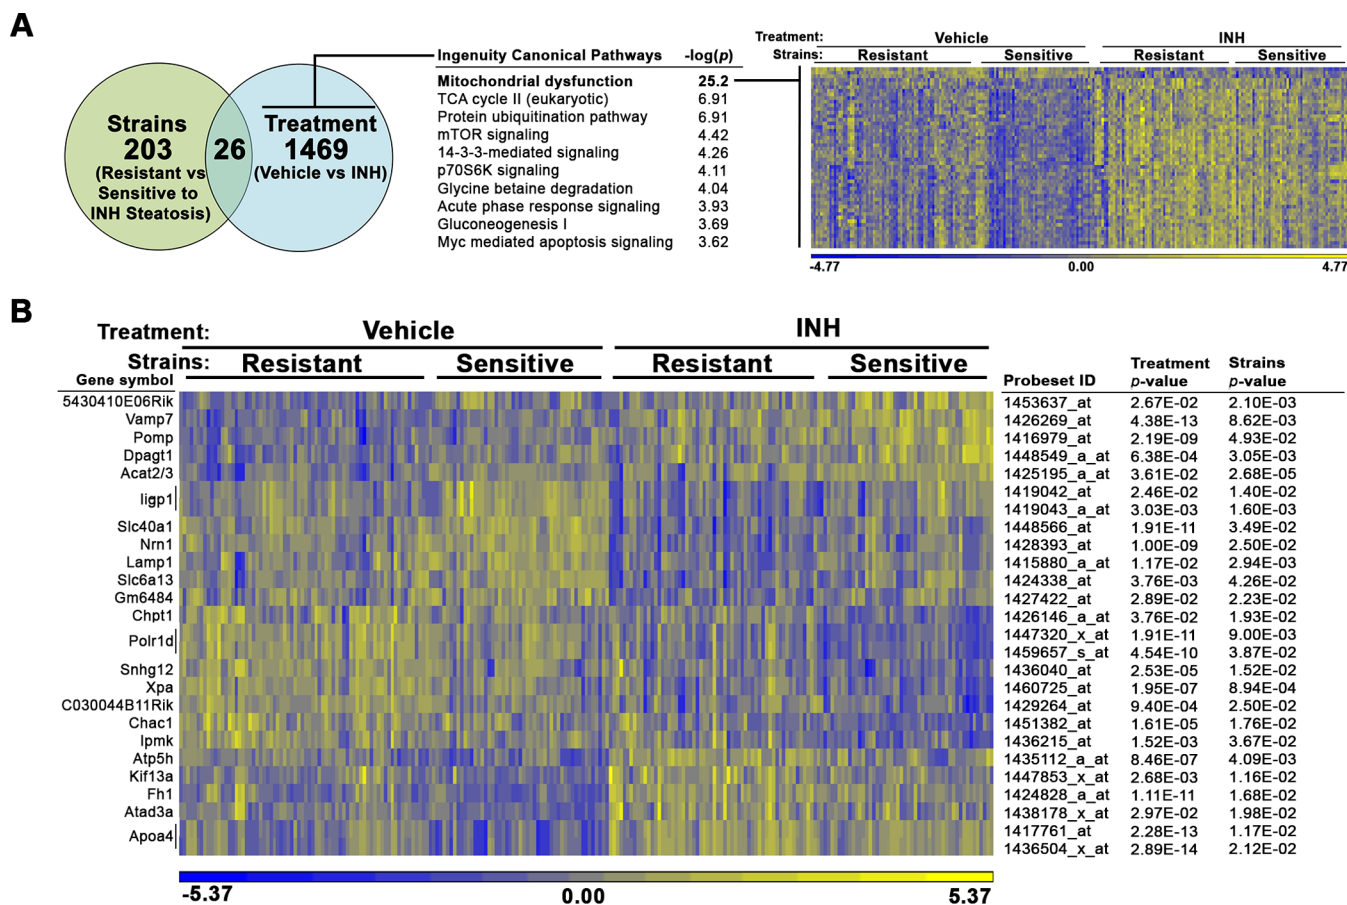 A
Strains
203
(Resistant vs
Sensitive to
INH Steatosis)
26
Treatment
1469
(Vehicle vs INH)
Ingenuity Canonical Pathways -log(p)
Mitochondrial dysfunction 25.2
TCA cycle II (eukaryotic) 6.91
Protein ubiquitination pathway 6.91
mTOR signaling 4.42
14-3-3-mediated signaling 4.26
p70S6K signaling 4.11
Glycine betaine degradation 4.04
Acute phase response signaling 3.93
Gluconeogenesis I 3.69
Myc mediated apoptosis signaling 3.62
Treatment: Vehicle INH
Strains: Resistant Sensitive Resistant Sensitive
-4.77 0.00 4.77
B
Treatment: Vehicle INH
Strains: Resistant Sensitive Resistant Sensitive
Gene symbol
5430410E06Rik
Vamp7
Pomp
Dpagt1
Acat2/3
Iigp1
Slc40a1
Nrn1
Lamp1
Slc6a13
Gm6484
Chpt1
Polr1d
Snhg12
Xpa
C030044B11Rik
Chac1
Ipmk
Atp5h
Kif13a
Fh1
Atad3a
Apoa4
Treatment Strains
Probeset ID p-value p-value
1453637_at 2.67E-02 2.10E-03
1426269_at 4.38E-13 8.62E-03
1416979_at 2.19E-09 4.93E-02
1448549_a_at 6.38E-04 3.05E-03
1425195_a_at 3.61E-02 2.68E-05
1419042_at 2.46E-02 1.40E-02
1419043_a_at 3.03E-03 1.60E-03
1448566_at 1.91E-11 3.49E-02
1428393_at 1.00E-09 2.50E-02
1415880_a_at 1.17E-02 2.94E-03
1424338_at 3.76E-03 4.26E-02
1427422_at 2.89E-02 2.23E-02
1426146_a_at 3.76E-02 1.93E-02
1447320_x_at 1.91E-11 9.00E-03
1459657_s_at 4.54E-10 3.87E-02
1436040_at 2.53E-05 1.52E-02
1460725_at 1.95E-07 8.94E-04
1429264_at 9.40E-04 2.50E-02
1451382_at 1.61E-05 1.76E-02
1436215_at 1.52E-03 3.67E-02
1435112_a_at 8.46E-07 4.09E-03
1447853_x_at 2.68E-03 1.16E-02
1424828_a_at 1.11E-11 1.68E-02
1438178_x_at 2.97E-02 1.98E-02
1417761_at 2.28E-13 1.17E-02
1436504_x_at 2.89E-14 2.12E-02
-5.37 0.00 5.37